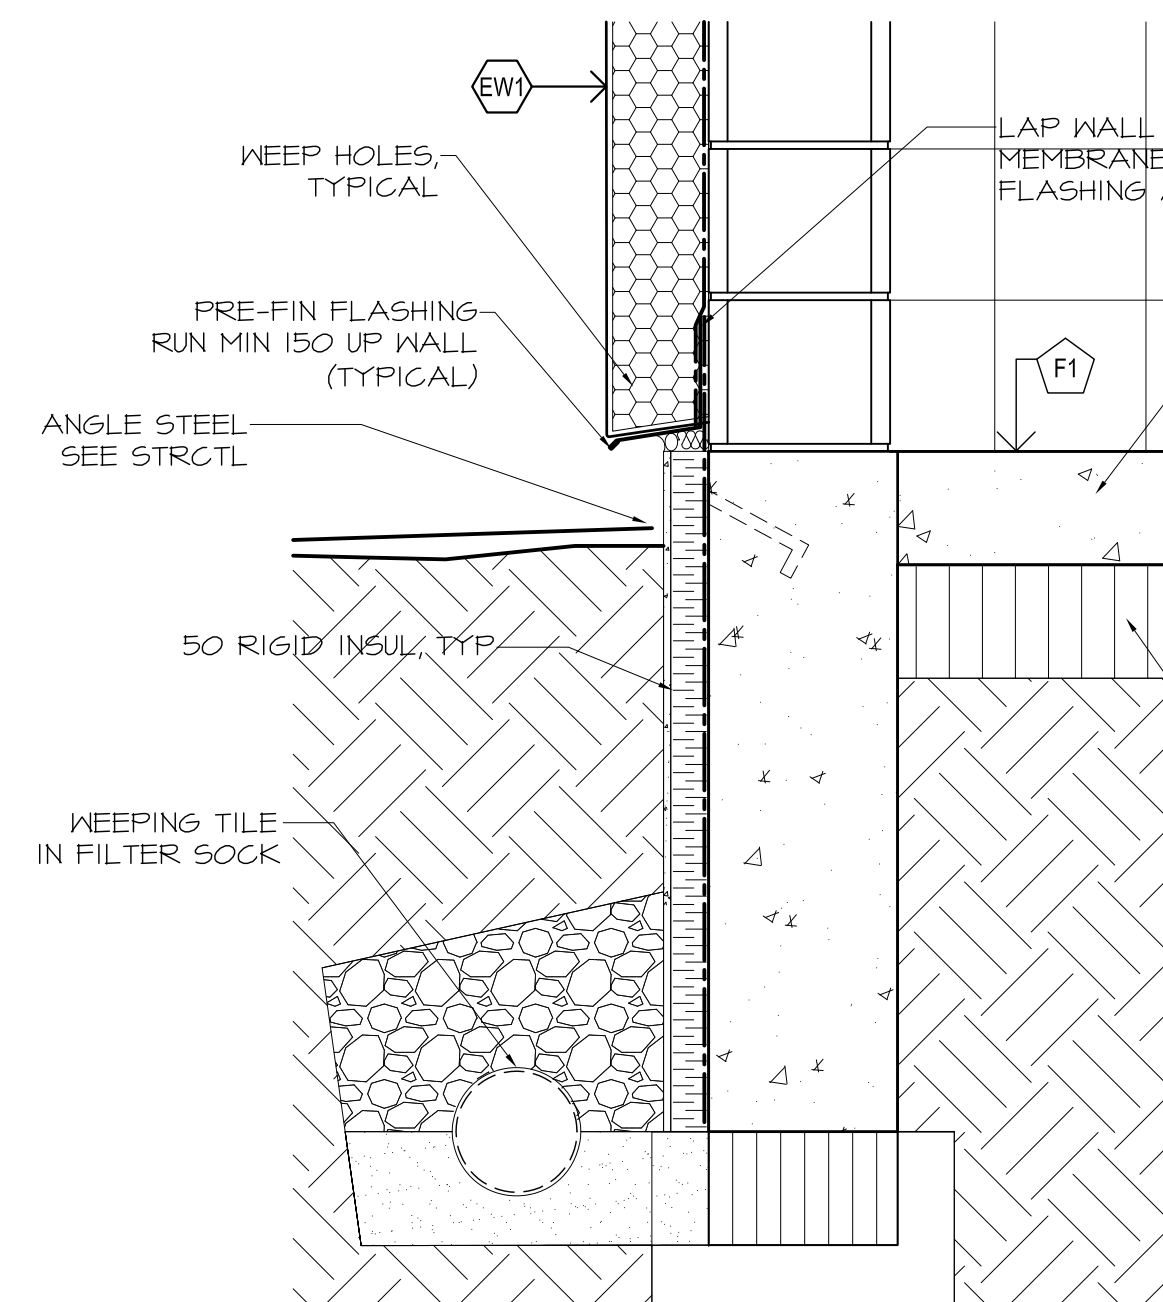 EW1
WEEP HOLES,
TYPICAL
LAP WALL
MEMBRANE
FLASHING
PRE-FIN FLASHING
RUN MIN 150 UP WALL
(TYPICAL)
F1
ANGLE STEEL
SEE STRCTL
50 RIGID INSUL, TYP
WEEPING TILE
IN FILTER SOCK